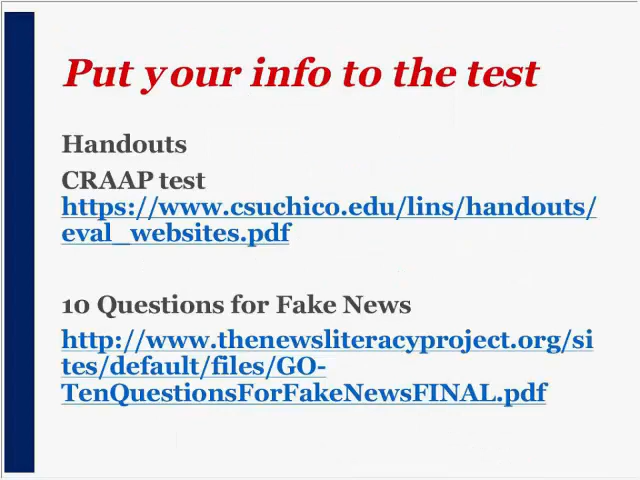 Put your info to the test
Handouts
CRAAP test
https://www.csuchico.edu/lins/handouts/
eval_websites.pdf
10 Questions for Fake News
http://www.thenewsliteracyproject.org/si
tes/default/files/GO-
TenQuestionsForFakeNewsFINAL.pdf